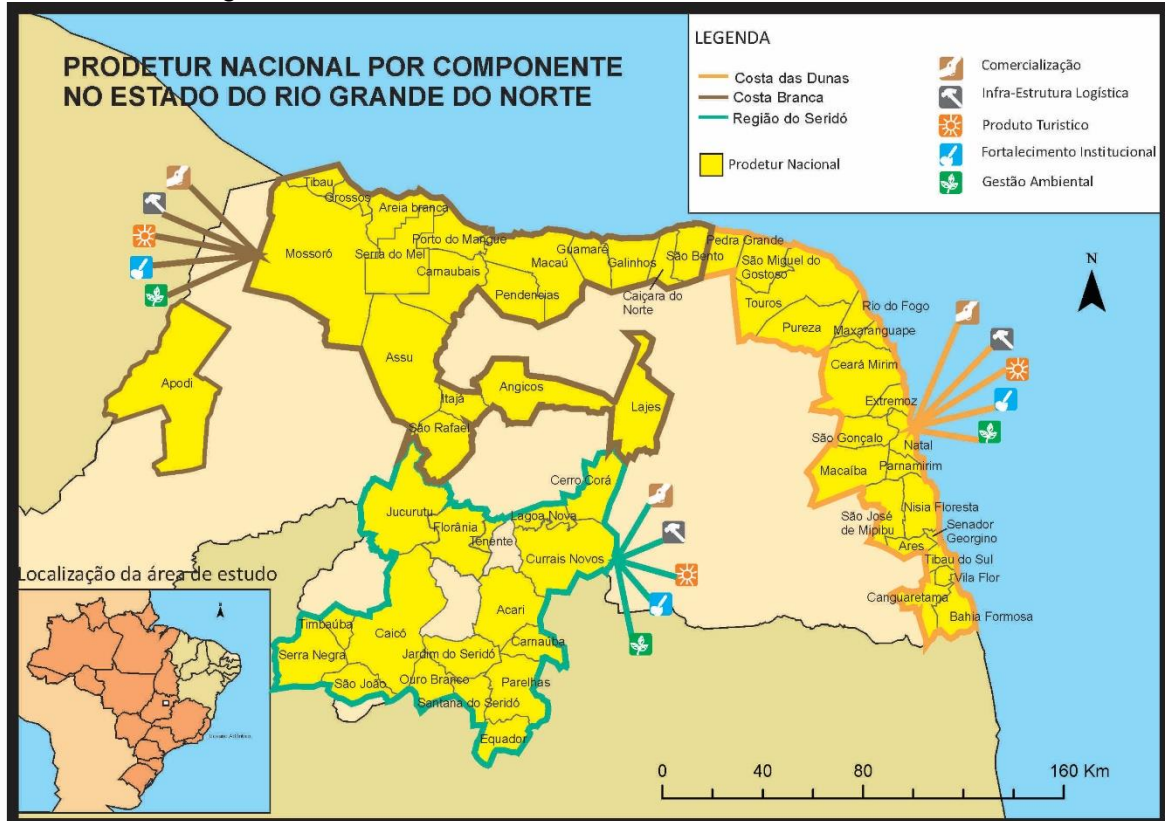 PRODETUR NACIONAL POR COMPONENTE
NO ESTADO DO RIO GRANDE DO NORTE
LEGENDA
Costa das Dunas
Costa Branca
Região do Seridó
Prodetur Nacional
Comercialização
Infra-Estrutura Logística
Produto Turistico
Fortalecimento Institucional
Gestão Ambiental
N
Tibau
Grossos
Areia branca
Mossoró
Serra do Mel
Porto do Mangue
Carnaubais
Pendencias
Macaú
Guamaré
Galinhos
São Bento
Caiçara do
Norte
Pedra Grande
São Miguel do
Gostoso
Touros
Pureza
Rio do Fogo
Maxaranguape
Ceará Mirim
Extremoz
São Gonçalo
Natal
Macaíba
Parnamirim
São José
de Mipibu
Nisia Floresta
Senador
Georgino
Ares
Tibau do Sul
Vila Flor
Canguaretama
Bahia Formosa
Apodi
Assu
Itajá
Angicos
São Rafael
Lajes
Cerro Corá
Jucurutu
Florânia
Lagoa Nova
Tenente
Currais Novos
Acari
Timbaúba
Caicó
Carnauba
Serra Negra
Jardim do Seridó
São João
Ouro Branco
Parelhas
Santana do Seridó
Equador
Localização da área de estudo
0 40 80 160 Km